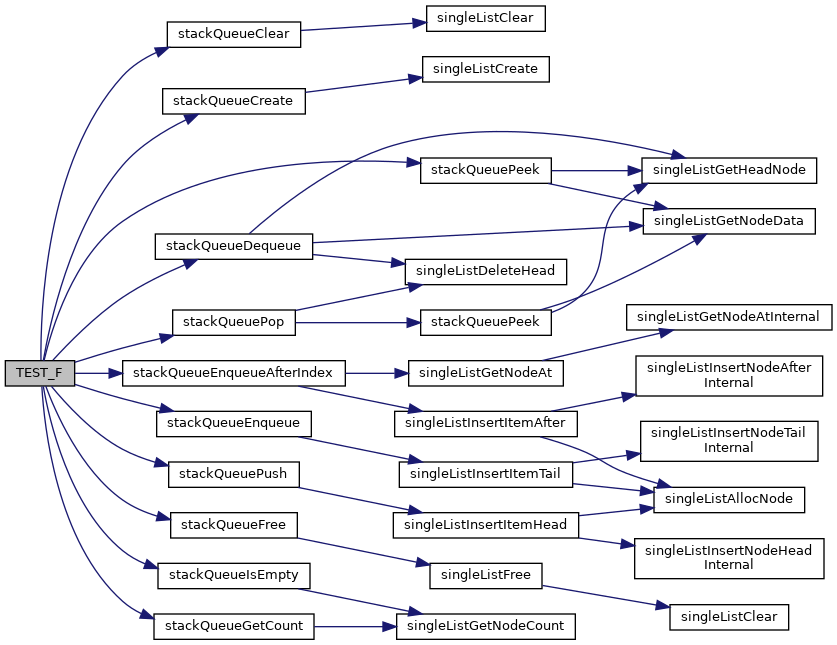 singleListClear
stackQueueClear
singleListCreate
stackQueueCreate
stackQueuePeek
singleListGetHeadNode
singleListGetNodeData
stackQueueDequeue
singleListDeleteHead
singleListGetNodeAtInternal
stackQueuePop
stackQueuePeek
TEST_F
stackQueueEnqueueAfterIndex
singleListGetNodeAt
singleListInsertNodeAfter
Internal
stackQueueEnqueue
singleListInsertItemAfter
singleListInsertNodeTail
Internal
stackQueuePush
singleListInsertItemTail
singleListAllocNode
stackQueueFree
singleListInsertItemHead
singleListInsertNodeHead
Internal
stackQueueIsEmpty
singleListFree
singleListClear
stackQueueGetCount
singleListGetNodeCount